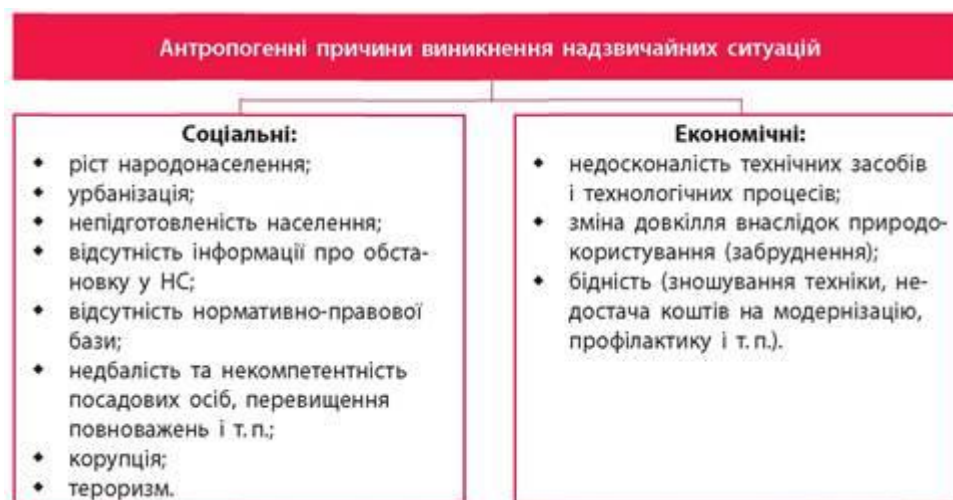 Антропогенні причини виникнення надзвичайних ситуацій
Соціальні:
◆ ріст народонаселення;
◆ урбанізація;
◆ непідготовленість населення;
◆ відсутність інформації про обста-
новку у НС;
◆ відсутність нормативно-правової
бази;
◆ недбалість та некомпетентність
посадових осіб, перевищення
повноважень і т. п.;
◆ корупція;
◆ тероризм.
Економічні:
◆ недосконалість технічних засобів
і технологічних процесів;
◆ зміна довкілля внаслідок природо-
користування (забруднення);
◆ бідність (зношування техніки, не-
достача коштів на модернізацію,
профілактику і т. п.).